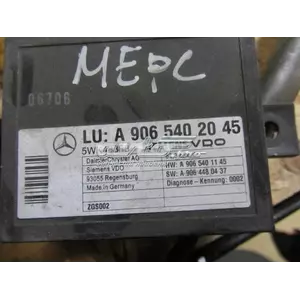 МЕРС
06706
LU: A 906 540 20 45
VDO
DaimlerChrysler AG
HW: A 906 540 11 45
Siemens VDO
SW: A 906 448 04 37
93055 Regensburg
Diagnose - Kennung: 0002
Made in Germany
ZGS002